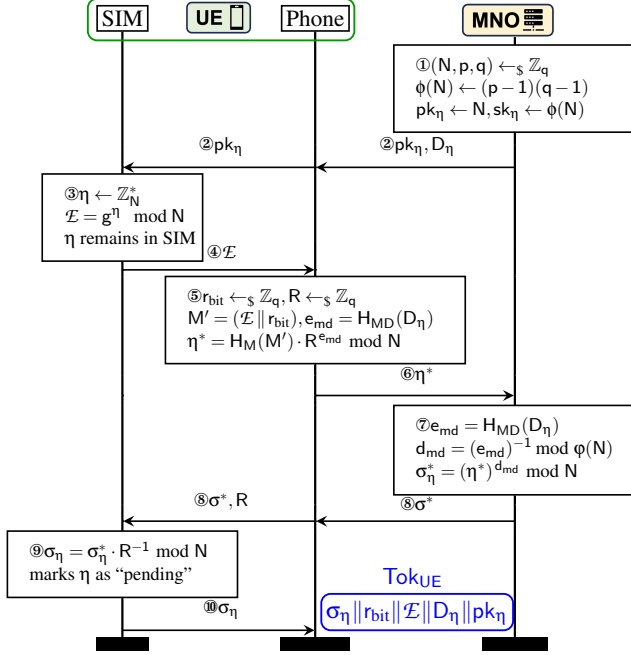 SIM UE Phone MNO
①(N, p, q) ←$ ℤq
ϕ(N) ← (p−1)(q−1)
pkη ← N, skη ← ϕ(N)
②pkη ②pkη, Dη
③η ← ℤ*N
ℰ = g^η mod N
η remains in SIM
④ℰ
⑤rbit ←$ ℤq, R ←$ ℤq
M′ = (ℰ∥rbit), emd = HMD(Dη)
η* = HM(M′)·R^emd mod N
⑥η*
⑦emd = HMD(Dη)
dmd = (emd)^−1 mod φ(N)
σ*η = (η*)^dmd mod N
⑧σ*, R ⑧σ*
⑨ση = σ*η · R^−1 mod N
marks η as “pending”
TokUE
⑩ση
ση∥rbit∥ℰ∥Dη∥pkη